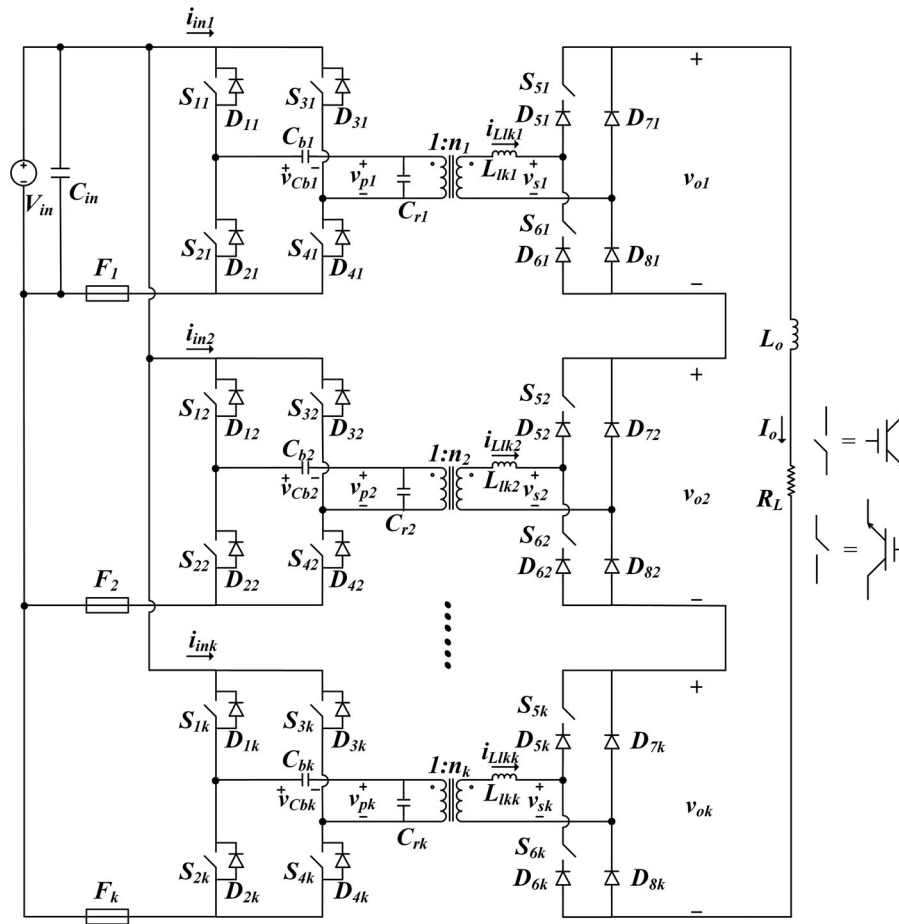 i_in1
S_11
D_11
S_31
D_31
S_51
D_51
D_71
+
C_b1
1:n_1
i_Llk1
+
−
V_in
C_in
+ v_Cb1 −
+ v_p1 −
C_r1
L_lk1
+ v_s1 −
v_o1
S_21
D_21
S_41
D_41
S_61
D_61
D_81
−
F_1
i_in2
L_o
S_12
D_12
S_32
D_32
S_52
D_52
D_72
+
I_o
=
C_b2
1:n_2
i_Llk2
+ v_Cb2 −
+ v_p2 −
C_r2
L_lk2
+ v_s2 −
v_o2
R_L
S_22
D_22
S_42
D_42
S_62
D_62
D_82
=
−
F_2
i_ink
S_1k
D_1k
S_3k
D_3k
S_5k
D_5k
D_7k
+
C_bk
1:n_k
i_Llkk
+ v_Cbk −
+ v_pk −
C_rk
L_lkk
+ v_sk −
v_ok
S_2k
D_2k
S_4k
D_4k
S_6k
D_6k
D_8k
−
F_k